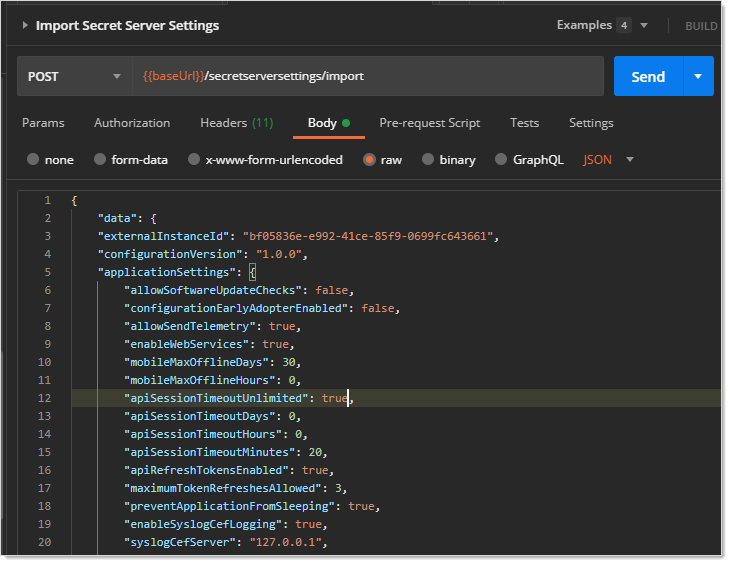 Import Secret Server Settings Examples 4 BUILD
POST {{baseUrl}}/secretserversettings/import Send
Params Authorization Headers (11) Body Pre-request Script Tests Settings
none form-data x-www-form-urlencoded raw binary GraphQL JSON
1 {
2 "data": {
3 "externalInstanceId": "bf05836e-e992-41ce-85f9-0699fc643661",
4 "configurationVersion": "1.0.0",
5 "applicationSettings": {
6 "allowSoftwareUpdateChecks": false,
7 "configurationEarlyAdopterEnabled": false,
8 "allowSendTelemetry": true,
9 "enableWebServices": true,
10 "mobileMaxOfflineDays": 30,
11 "mobileMaxOfflineHours": 0,
12 "apiSessionTimeoutUnlimited": true,
13 "apiSessionTimeoutDays": 0,
14 "apiSessionTimeoutHours": 0,
15 "apiSessionTimeoutMinutes": 20,
16 "apiRefreshTokensEnabled": true,
17 "maximumTokenRefreshesAllowed": 3,
18 "preventApplicationFromSleeping": true,
19 "enableSyslogCefLogging": true,
20 "syslogCefServer": "127.0.0.1",